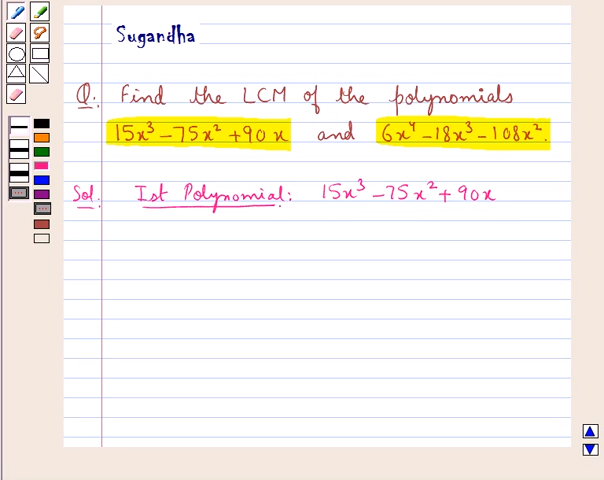 Sugandha
Q. Find the LCM of the polynomials
15x³ - 75x² + 90x and 6x⁴ - 18x³ - 108x².
Sol. Ist Polynomial: 15x³ - 75x² + 90x